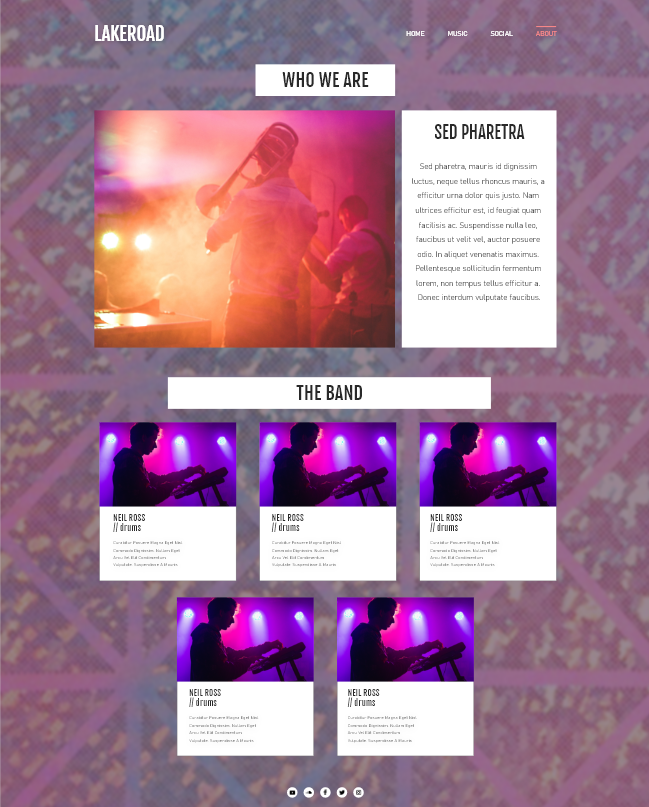 LAKEROAD
HOME MUSIC SOCIAL ABOUT
WHO WE ARE
SED PHARETRA
Sed pharetra, mauris id dignissim
luctus, neque tellus rhoncus mauris, a
efficitur urna dolor quis justo. Nam
ultrices efficitur est, id feugiat quam
facilisis ac. Suspendisse nulla leo,
faucibus ut velit vel, auctor posuere
odio. In aliquet venenatis maximus.
Pellentesque sollicitudin fermentum
lorem, non tempus tellus efficitur a.
Donec interdum vulputate faucibus.
THE BAND
NEIL ROSS
// drums
Curabitur Posuere Magna Eget Nisi
Commodo Dignissim. Nullam Eget
Arcu Vel Elit Condimentum
Vulputate. Suspendisse A Mauris
NEIL ROSS
// drums
Curabitur Posuere Magna Eget Nisi
Commodo Dignissim. Nullam Eget
Arcu Vel Elit Condimentum
Vulputate. Suspendisse A Mauris
NEIL ROSS
// drums
Curabitur Posuere Magna Eget Nisi
Commodo Dignissim. Nullam Eget
Arcu Vel Elit Condimentum
Vulputate. Suspendisse A Mauris
NEIL ROSS
// drums
Curabitur Posuere Magna Eget Nisi
Commodo Dignissim. Nullam Eget
Arcu Vel Elit Condimentum
Vulputate. Suspendisse A Mauris
NEIL ROSS
// drums
Curabitur Posuere Magna Eget Nisi
Commodo Dignissim. Nullam Eget
Arcu Vel Elit Condimentum
Vulputate. Suspendisse A Mauris